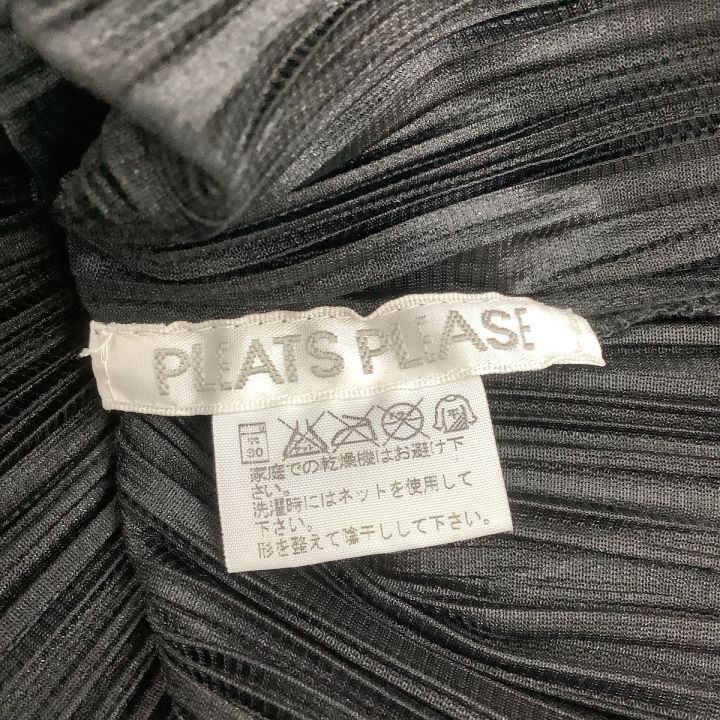 PLEATS PLEASE
家庭での乾燥機はお避け下
さい。
洗濯時にはネットを使用して
下さい。
形を整えて陰干しして下さい。